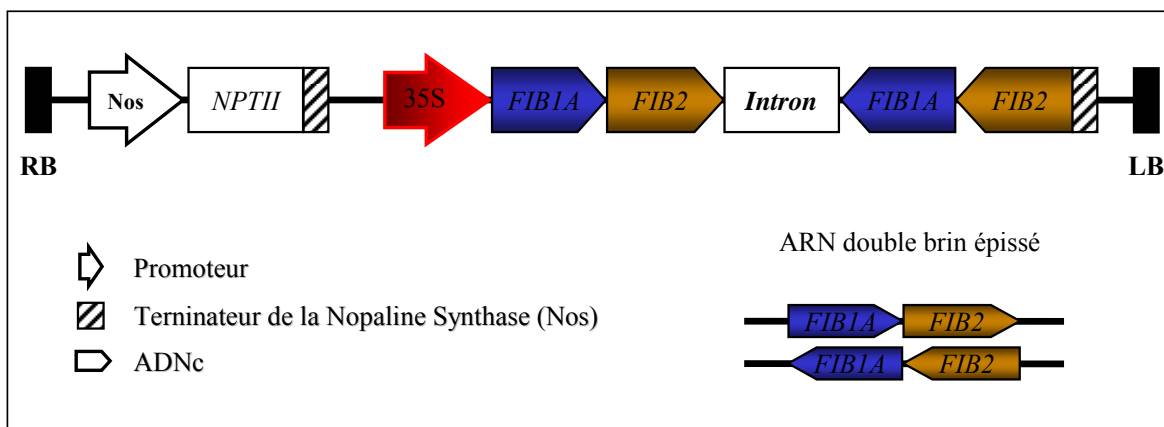 Nos NPTII 35S FIB1A FIB2 Intron FIB1A FIB2
RB LB
ARN double brin épissé
Promoteur
Terninateur de la Nopaline Synthase (Nos)
ADNc
FIB1A FIB2
FIB1A FIB2